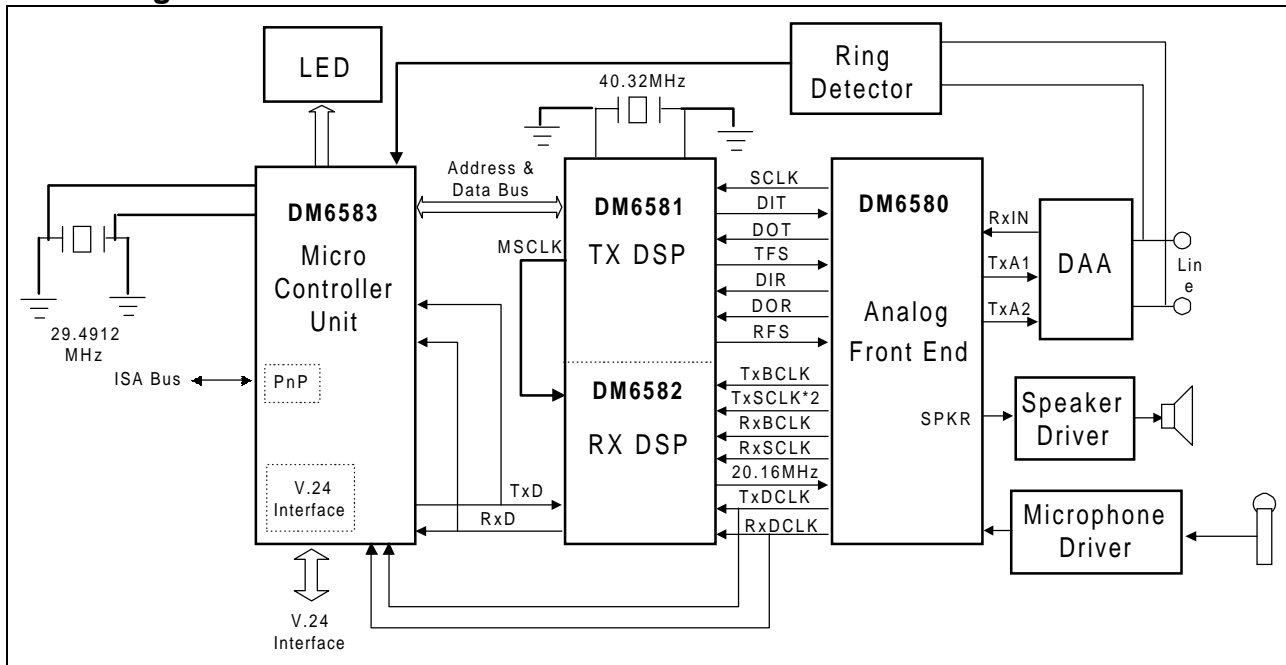 LED
40.32MHz
Ring
Detector
Address &
Data Bus
DM6583
Micro
Controller
Unit
MSCLK
DM6581
TX DSP
SCLK
DIT
DOT
TFS
DIR
DOR
RFS
DM6580
Analog
Front End
RxIN
TxA1
TxA2
DAA
Lin
e
29.4912
MHz
ISA Bus
PnP
DM6582
RX DSP
TxBCLK
TxSCLK*2
RxBCLK
RxSCLK
20.16MHz
TxDCLK
RxDCLK
SPKR
Speaker
Driver
V.24
Interface
TxD
RxD
Microphone
Driver
V.24
Interface